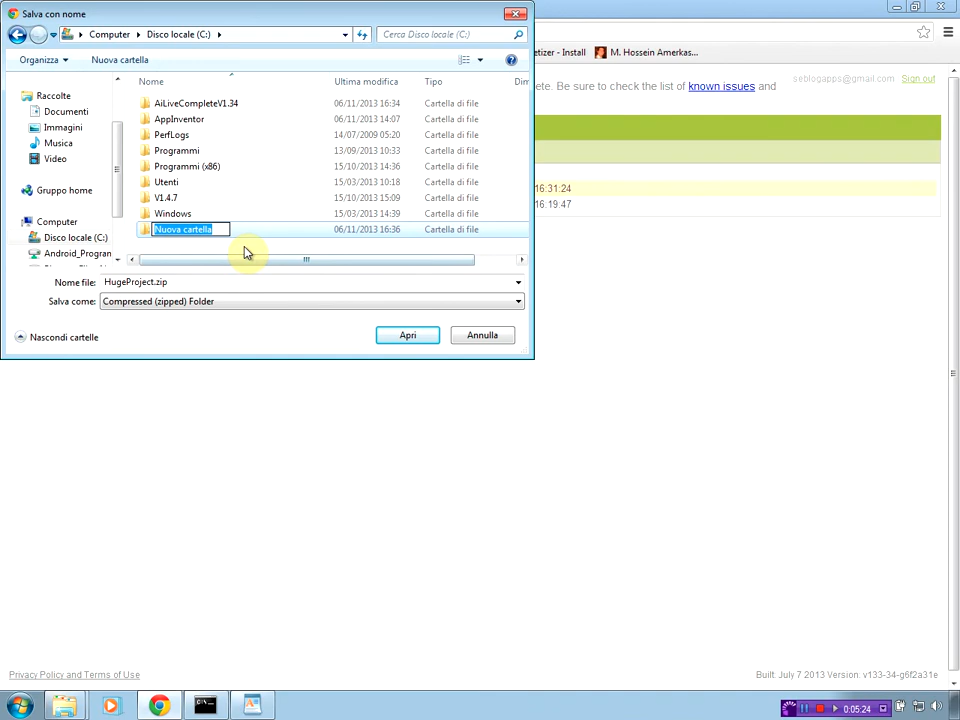 Salva con nome
Computer
Disco locale (C:)
Cerca Disco locale (C:)
etizer - Install
M. Hossein Amerkas...
Organizza
Nuova cartella
seblogapps@gmail.com
Sign out
ete. Be sure to check the list of known issues and
Nome
Ultima modifica
Tipo
Dim
Raccolte
Documenti
Immagini
Musica
Video
Gruppo home
Computer
Disco locale (C:)
Android_Progran
AiLiveCompleteV1.34 06/11/2013 16:34 Cartella di file
AppInventor 06/11/2013 14:07 Cartella di file
PerfLogs 14/07/2009 05:20 Cartella di file
Programmi 13/09/2013 10:33 Cartella di file
Programmi (x86) 15/10/2013 14:36 Cartella di file
Utenti 15/03/2013 10:18 Cartella di file
V1.4.7 15/10/2013 15:09 Cartella di file
Windows 15/03/2013 14:39 Cartella di file
Nuova cartella 06/11/2013 16:36 Cartella di file
16:31:24
16:19:47
Nome file: HugeProject.zip
Salva come: Compressed (zipped) Folder
Nascondi cartelle
Apri
Annulla
Privacy Policy and Terms of Use
Built: July 7 2013 Version: v133-34-g6f2a31e
0:05:24